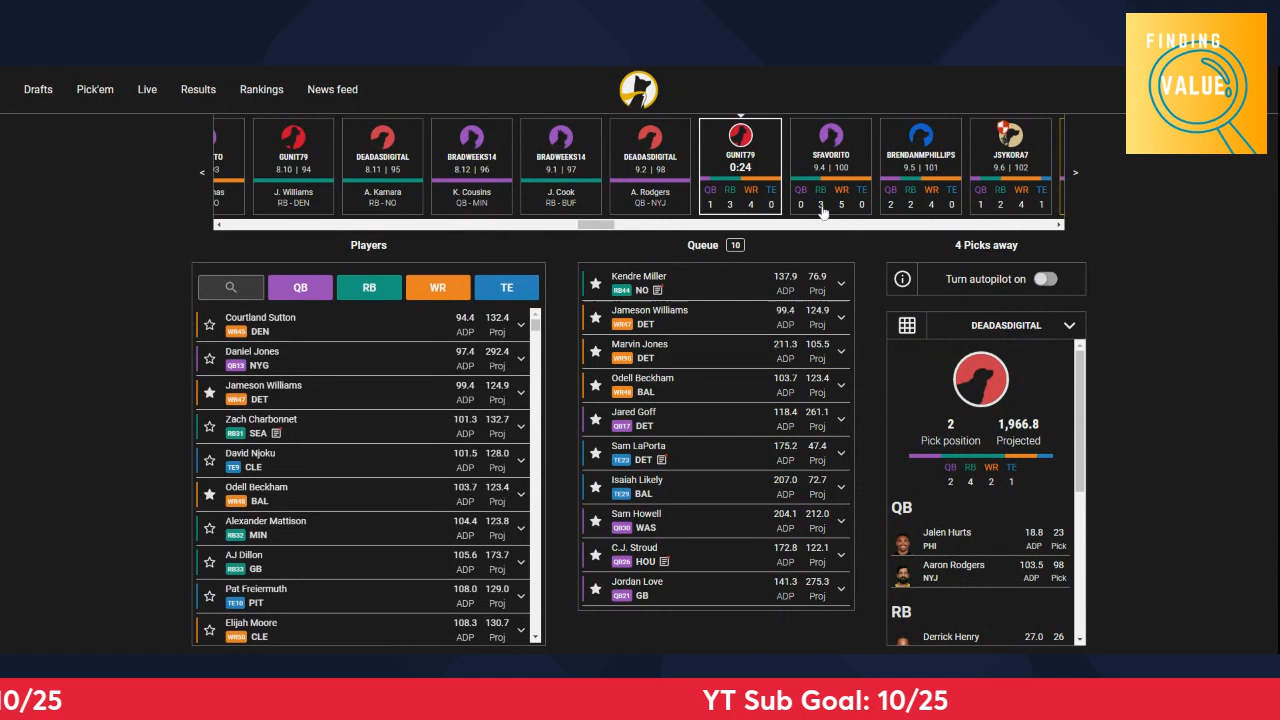 FINDING
VALUE
Drafts Pick'em Live Results Rankings News feed
GUNIT79
8.10 | 94
J. Williams
RB - DEN
DEADASDIGITAL
8.11 | 95
A. Kamara
RB - NO
BRADWEEKS14
8.12 | 96
K. Cousins
QB - MIN
BRADWEEKS14
9.1 | 97
J. Cook
RB - BUF
DEADASDIGITAL
9.2 | 98
A. Rodgers
QB - NYJ
GUNIT79
0:24
QB RB WR TE
1 3 4 0
SFAVORITO
9.4 | 100
QB RB WR TE
0 3 5 0
BRENDANMPHILLIPS
9.5 | 101
QB RB WR TE
2 2 4 0
JSYKORA7
9.6 | 102
QB RB WR TE
1 2 4 1
Players
QB RB WR TE
Courtland Sutton 94.4 132.4
WR45 DEN ADP Proj
Daniel Jones 97.4 292.4
QB13 NYG ADP Proj
Jameson Williams 99.4 124.9
WR47 DET ADP Proj
Zach Charbonnet 101.3 132.7
RB31 SEA ADP Proj
David Njoku 101.5 128.0
TE9 CLE ADP Proj
Odell Beckham 103.7 123.4
WR48 BAL ADP Proj
Alexander Mattison 104.4 123.8
RB32 MIN ADP Proj
AJ Dillon 105.6 173.7
RB33 GB ADP Proj
Pat Freiermuth 108.0 129.0
TE10 PIT ADP Proj
Elijah Moore 108.3 130.7
WR50 CLE ADP Proj
Queue 10
Kendre Miller 137.9 76.9
RB44 NO ADP Proj
Jameson Williams 99.4 124.9
WR47 DET ADP Proj
Marvin Jones 211.3 105.5
WR90 DET ADP Proj
Odell Beckham 103.7 123.4
WR48 BAL ADP Proj
Jared Goff 118.4 261.1
QB17 DET ADP Proj
Sam LaPorta 175.2 47.4
TE23 DET ADP Proj
Isaiah Likely 207.0 72.7
TE29 BAL ADP Proj
Sam Howell 204.1 212.0
QB30 WAS ADP Proj
C.J. Stroud 172.8 122.1
QB26 HOU ADP Proj
Jordan Love 141.3 275.3
QB21 GB ADP Proj
4 Picks away
Turn autopilot on
DEADASDIGITAL
2 1,966.8
Pick position Projected
QB RB WR TE
2 4 2 1
QB
Jalen Hurts 18.8 23
PHI ADP Pick
Aaron Rodgers 103.5 98
NYJ ADP Pick
RB
Derrick Henry 27.0 26
10/25 YT Sub Goal: 10/25